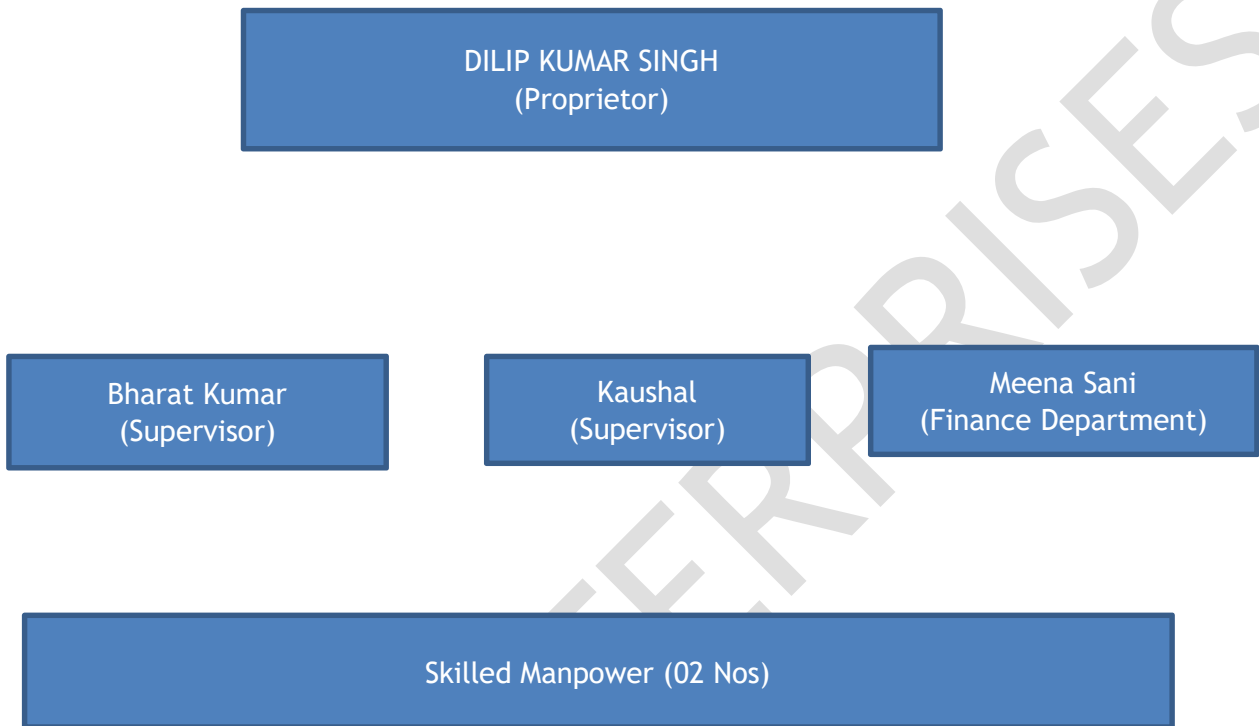 DILIP KUMAR SINGH
(Proprietor)
Bharat Kumar
(Supervisor)
Kaushal
(Supervisor)
Meena Sani
(Finance Department)
Skilled Manpower (02 Nos)